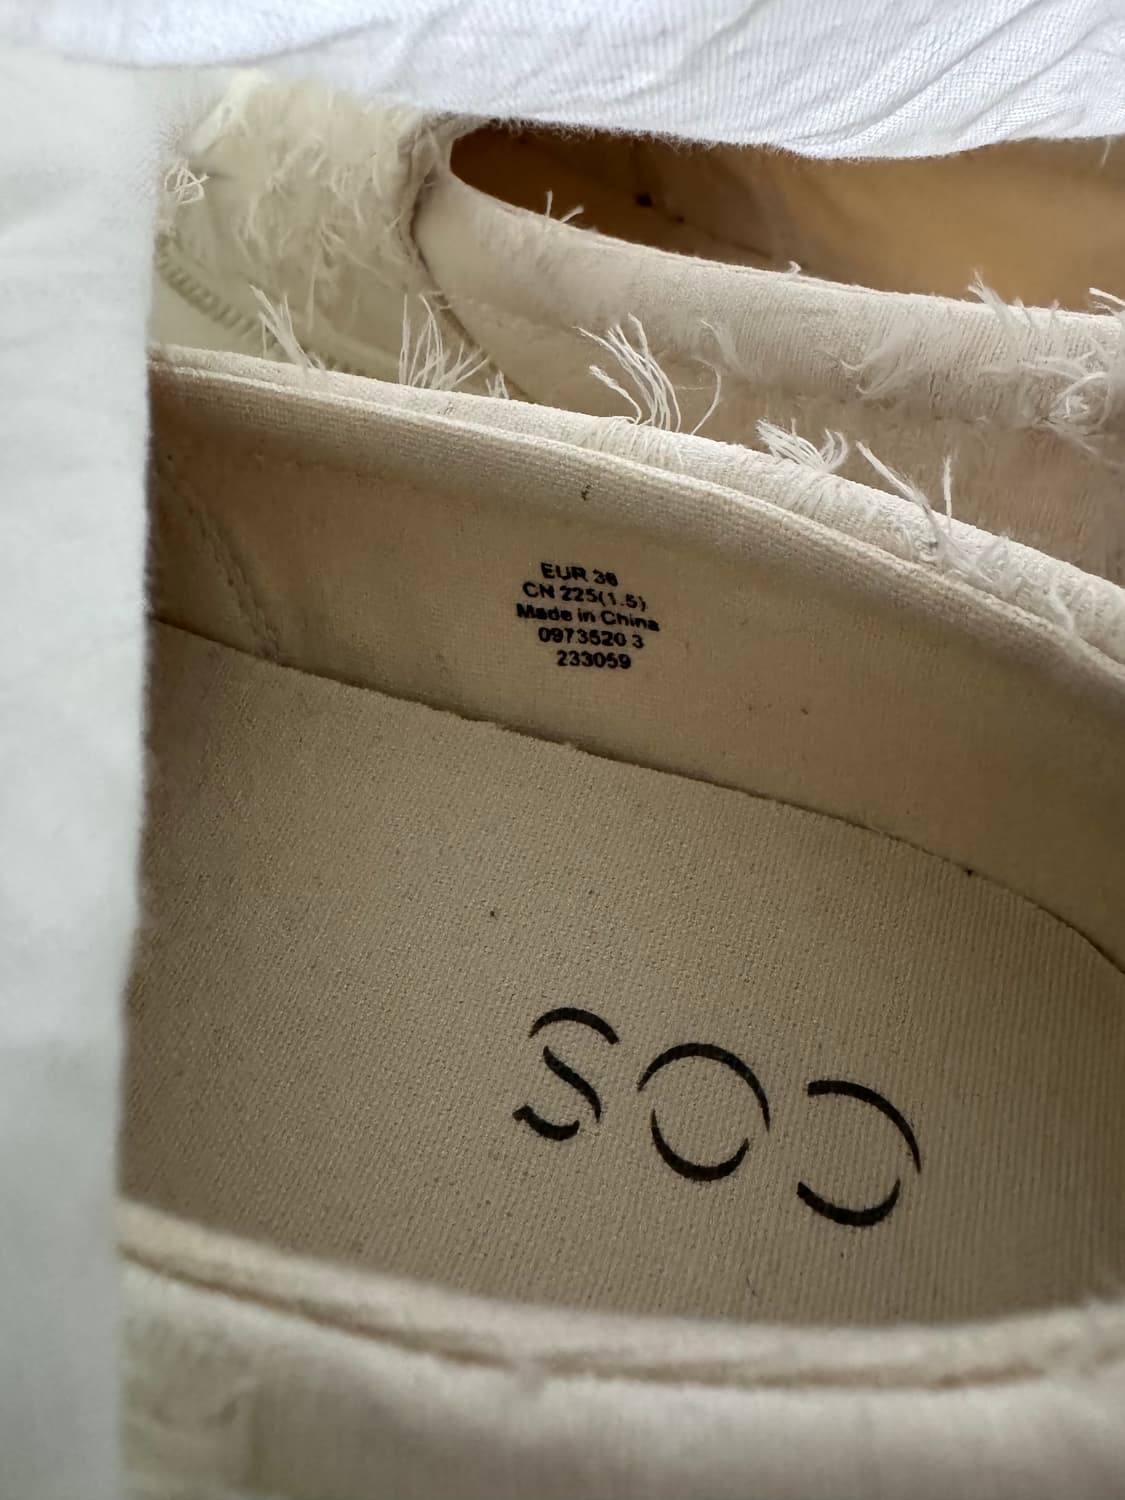 EUR 36
CN 225(1.5)
Made in China
0973520 3
233059
COS